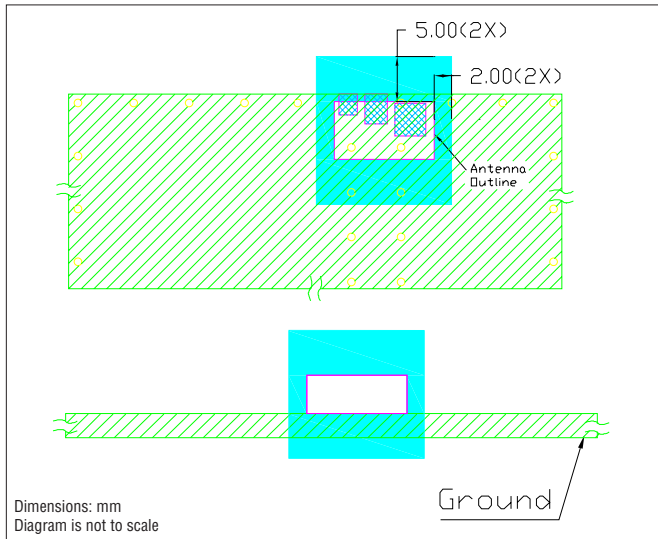 5.00(2X)
2.00(2X)
Antenna
Outline
Ground
Dimensions: mm
Diagram is not to scale